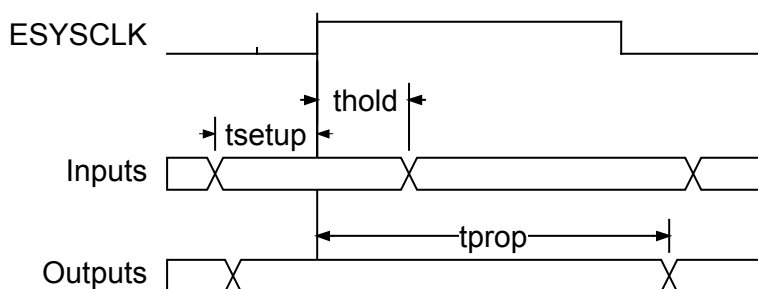 ESYSCLK
thold
tsetup
Inputs
tprop
Outputs